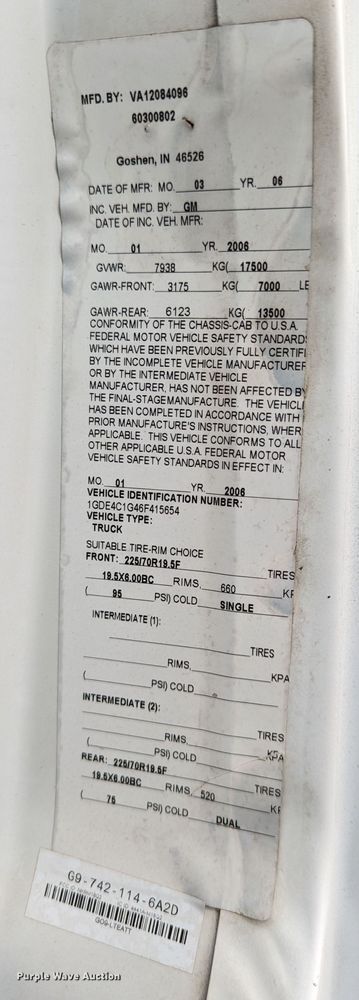 MFD. BY: VA12084096
60300802
Goshen, IN 46526
DATE OF MFR: MO. 03 YR. 06
INC. VEH. MFD. BY: GM
DATE OF INC. VEH. MFR:
MO. 01 YR. 2006
GVWR: 7938 KG( 17500
GAWR-FRONT: 3175 KG( 7000 LE
GAWR-REAR: 6123 KG( 13500
CONFORMITY OF THE CHASSIS-CAB TO U.S.A.
FEDERAL MOTOR VEHICLE SAFETY STANDARDS
WHICH HAVE BEEN PREVIOUSLY FULLY CERTIFI
BY THE INCOMPLETE VEHICLE MANUFACTURER
OR BY THE INTERMEDIATE VEHICLE
MANUFACTURER, HAS NOT BEEN AFFECTED BY
THE FINAL-STAGE MANUFACTURE. THE VEHICL
HAS BEEN COMPLETED IN ACCORDANCE WITH
PRIOR MANUFACTURE'S INSTRUCTIONS, WHER
APPLICABLE. THIS VEHICLE CONFORMS TO ALL
OTHER APPLICABLE U.S.A. FEDERAL MOTOR
VEHICLE SAFETY STANDARDS IN EFFECT IN:
MO. 01 YR. 2006
VEHICLE IDENTIFICATION NUMBER:
1GDE4C1G46F415654
VEHICLE TYPE:
TRUCK
SUITABLE TIRE-RIM CHOICE
FRONT: 225/70R19.5F TIRES
19.5X6.00BC RIMS, 660 KP
( 95 PSI) COLD SINGLE
INTERMEDIATE (1):
TIRES
RIMS, KPA
( PSI) COLD
INTERMEDIATE (2):
TIRES
RIMS, KPA
( PSI) COLD
REAR: 225/70R19.5F TIRES
19.5X6.00BC RIMS, 520 KF
( 75 PSI) COLD DUAL
G9-742-114-6A2D
GO9-LTEATT
Purple Wave Auction